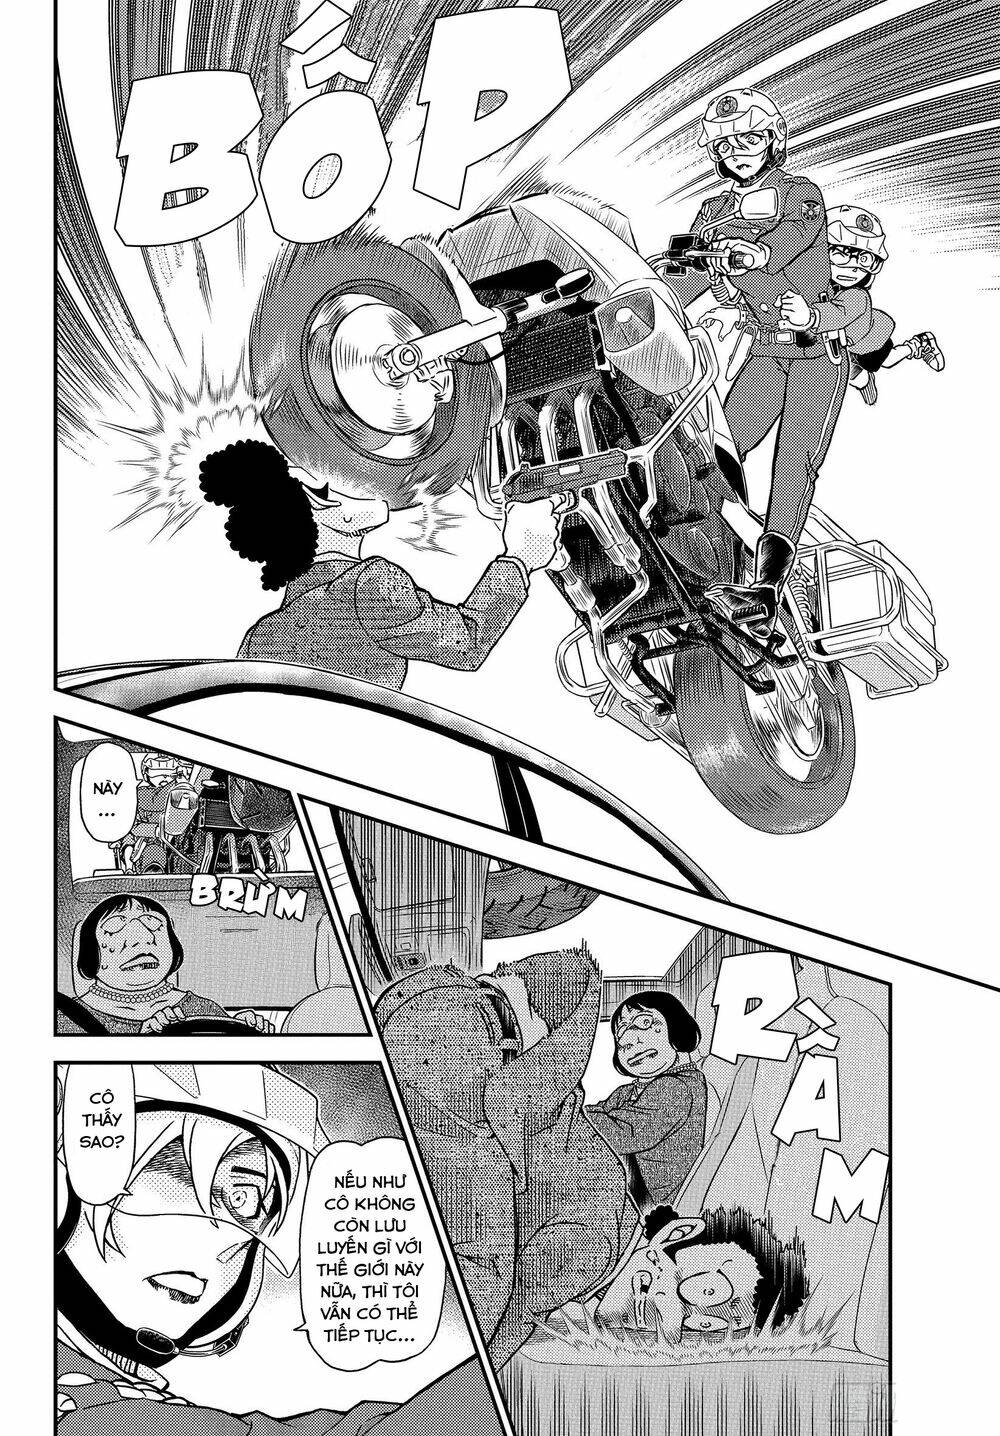 BỐP
NÀY
...
BRỪM
RẦM
CÔ
THẤY
SAO?
NẾU NHƯ
CÔ KHÔNG
CÒN LƯU
LUYẾN GÌ VỚI
THẾ GIỚI NÀY
NỮA, THÌ TÔI
VẪN CÓ THỂ
TIẾP TỤC...